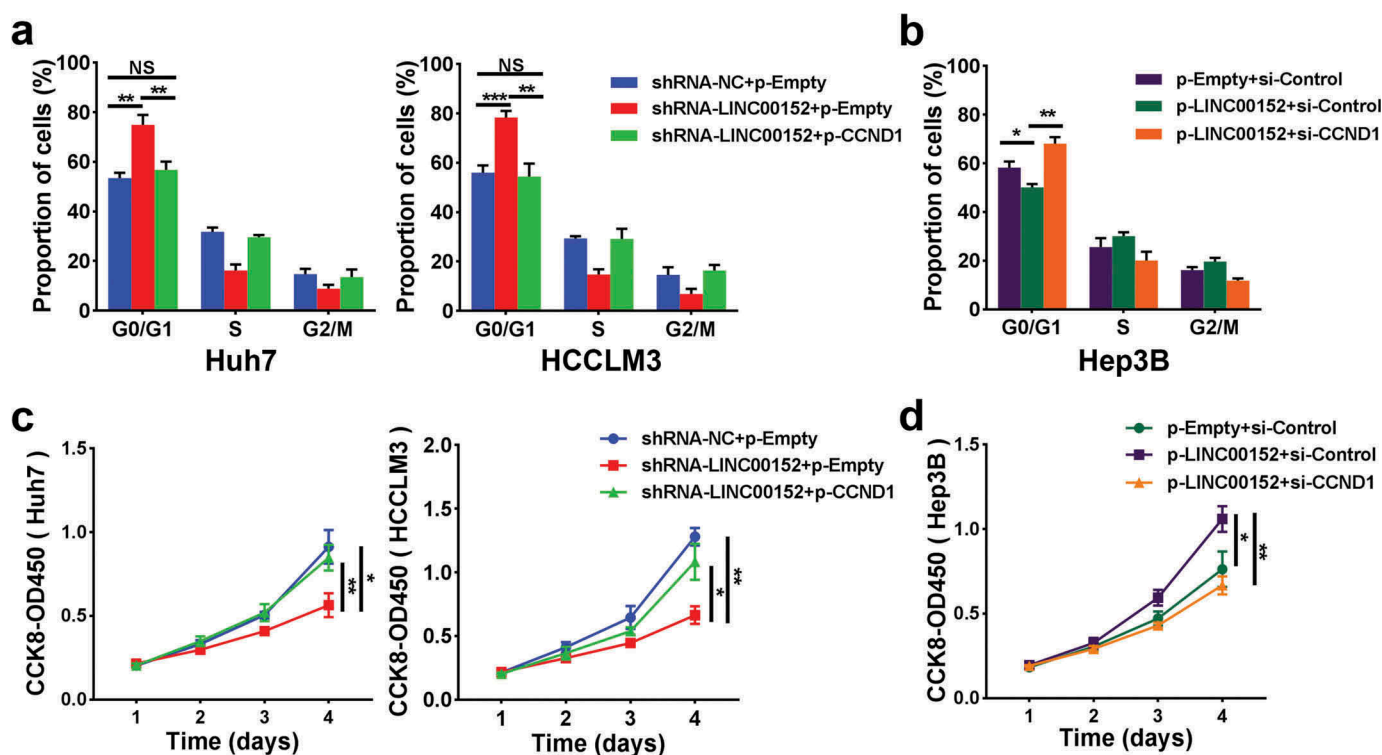 a
Proportion of cells (%)
100
80
60
40
20
0
NS
** **
G0/G1 S G2/M
Huh7
Proportion of cells (%)
100
80
60
40
20
0
NS
*** **
G0/G1 S G2/M
HCCLM3
shRNA-NC+p-Empty
shRNA-LINC00152+p-Empty
shRNA-LINC00152+p-CCND1
b
Proportion of cells (%)
100
80
60
40
20
0
* **
G0/G1 S G2/M
Hep3B
p-Empty+si-Control
p-LINC00152+si-Control
p-LINC00152+si-CCND1
c
CCK8-OD450 ( Huh7 )
1.5
1.0
0.5
0.0
1 2 3 4
Time (days)
** *
CCK8-OD450 ( HCCLM3 )
2.0
1.5
1.0
0.5
0.0
1 2 3 4
Time (days)
* **
shRNA-NC+p-Empty
shRNA-LINC00152+p-Empty
shRNA-LINC00152+p-CCND1
d
CCK8-OD450 ( Hep3B )
1.5
1.0
0.5
0.0
1 2 3 4
Time (days)
* **
p-Empty+si-Control
p-LINC00152+si-Control
p-LINC00152+si-CCND1